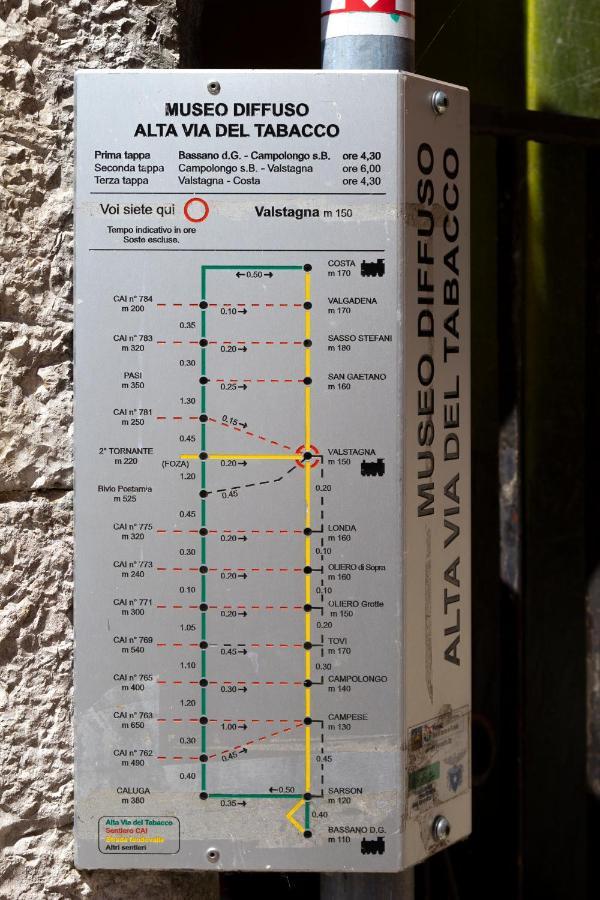 MUSEO DIFFUSO
ALTA VIA DEL TABACCO
Prima tappa Bassano d.G. - Campolongo s.B. ore 4,30
Seconda tappa Campolongo s.B. - Valstagna ore 6,00
Terza tappa Valstagna - Costa ore 4,30
Voi siete qui Valstagna m 150
Tempo indicativo in ore
Soste escluse.
COSTA
m 170
←0.50→
CAI n° 784
m 200
0.10→
VALGADENA
m 170
0.35
CAI n° 783
m 320
0.20→
SASSO STEFANI
m 180
0.30
PASI
m 350
0.25→
SAN GAETANO
m 160
1.30
CAI n° 781
m 250
0.15→
0.45
2° TORNANTE
m 220
(FOZA)
0.20→
VALSTAGNA
m 150
1.20
0.20
Bivio Postarna
m 525
0.45
0.45
CAI n° 775
m 320
0.20→
LONDA
m 160
0.30
0.10
CAI n° 773
m 240
0.20→
OLIERO di Sopra
m 160
0.10
0.10
CAI n° 771
m 300
0.20→
OLIERO Grotte
m 150
1.05
0.20
CAI n° 769
m 540
0.45→
TOVI
m 170
1.10
0.30
CAI n° 765
m 400
0.30→
CAMPOLONGO
m 140
1.20
CAI n° 763
m 650
1.00→
CAMPESE
m 130
0.30
CAI n° 762
m 490
0.45→
0.45
0.40
CALUGA
m 380
←0.50
0.35→
SARSON
m 120
0.40
BASSANO D.G.
m 110
Alta Via del Tabacco
Sentiero CAI
Strada fondovalle
Altri sentieri
MUSEO DIFFUSO
ALTA VIA DEL TABACCO